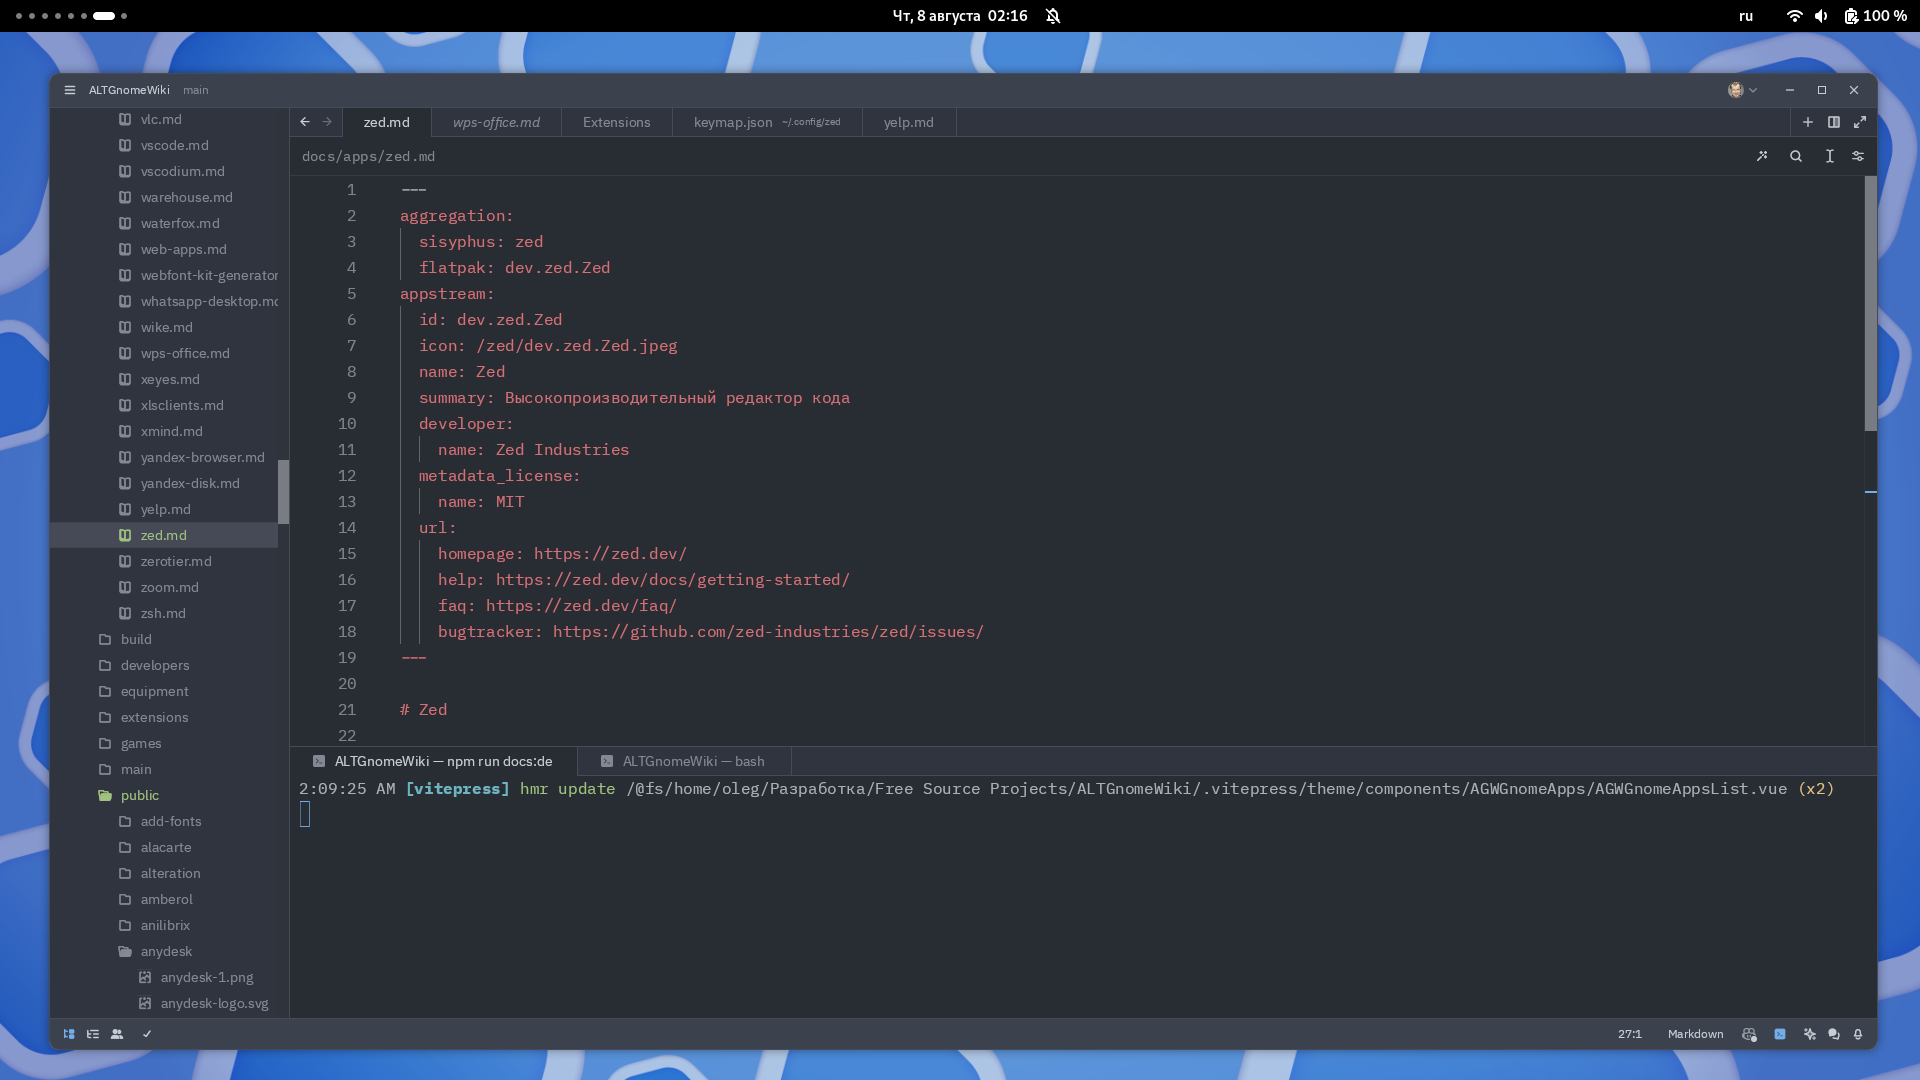 Чт, 8 августа 02:16
ru
100 %
ALTGnomeWiki main
vlc.md
vscode.md
vscodium.md
warehouse.md
waterfox.md
web-apps.md
webfont-kit-generator
whatsapp-desktop.mc
wike.md
wps-office.md
xeyes.md
xlsclients.md
xmind.md
yandex-browser.md
yandex-disk.md
yelp.md
zed.md
zerotier.md
zoom.md
zsh.md
build
developers
equipment
extensions
games
main
public
add-fonts
alacarte
alteration
amberol
anilibrix
anydesk
anydesk-1.png
anydesk-logo.svg
zed.md
wps-office.md
Extensions
keymap.json ~/.config/zed
yelp.md
docs/apps/zed.md
1 ---
2 aggregation:
3 sisyphus: zed
4 flatpak: dev.zed.Zed
5 appstream:
6 id: dev.zed.Zed
7 icon: /zed/dev.zed.Zed.jpeg
8 name: Zed
9 summary: Высокопроизводительный редактор кода
10 developer:
11 name: Zed Industries
12 metadata_license:
13 name: MIT
14 url:
15 homepage: https://zed.dev/
16 help: https://zed.dev/docs/getting-started/
17 faq: https://zed.dev/faq/
18 bugtracker: https://github.com/zed-industries/zed/issues/
19 ---
20
21 # Zed
22
ALTGnomeWiki — npm run docs:de
ALTGnomeWiki — bash
2:09:25 AM [vitepress] hmr update /@fs/home/oleg/Разработка/Free Source Projects/ALTGnomeWiki/.vitepress/theme/components/AGWGnomeApps/AGWGnomeAppsList.vue (x2)
27:1
Markdown